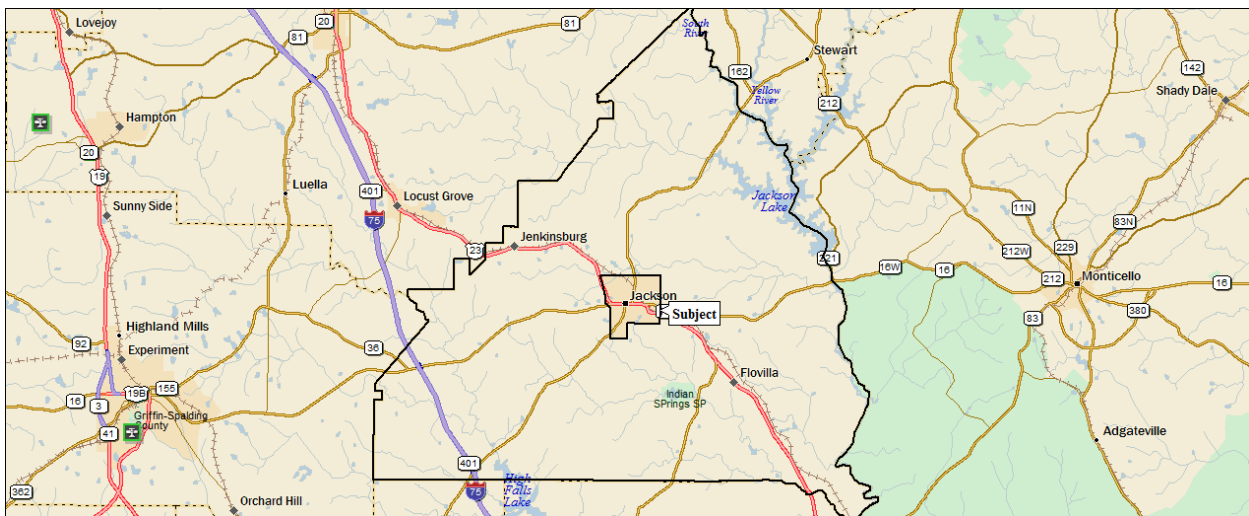 Lovejoy
20
81
81
South
River
Stewart
162
Yellow
River
212
142
Shady Dale
Hampton
20
19
Sunny Side
Luella
401
75
Locust Grove
23
Jenkinsburg
Jackson
Lake
321
11N
83N
212W
229
16W
16
212
Monticello
16
Jackson
Subject
83
380
Highland Mills
92
Experiment
36
Flovilla
16
3
19B
155
Griffin-Spalding
County
41
Indian
SPrings SP
Adgateville
362
401
75
High
Falls
Lake
Orchard Hill